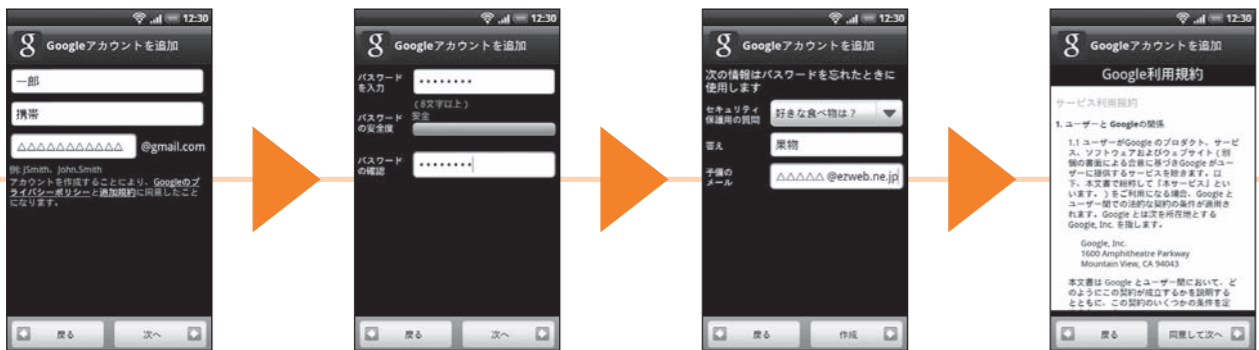 12:30
g Googleアカウントを追加
一郎
携帯
△△△△△△△△△△△ @gmail.com
例: JSmith、John.Smith
アカウントを作成することにより、Googleのプ
ライバシーポリシーと追加規約に同意したこと
になります。
戻る
次へ
12:30
g Googleアカウントを追加
パスワード
を入力
••••••••
(8文字以上)
パスワード
の安全度
安全
パスワード
の確認
••••••••
戻る
次へ
12:30
g Googleアカウントを追加
次の情報はパスワードを忘れたときに
使用します
セキュリティ
保護用の質問
好きな食べ物は?
答え
果物
予備の
メール
△△△△△ @ezweb.ne.jp
戻る
作成
12:30
g Googleアカウントを追加
Google利用規約
サービス利用規約
1. ユーザーと Googleの関係
1.1 ユーザーがGoogle のプロダクト、サービ
ス、ソフトウェアおよびウェブサイト(別
個の書面による合意に基づきGoogle がユー
ザーに提供するサービスを除きます。以
下、本文書で総称して「本サービス」とい
います。)をご利用になる場合、Google と
ユーザー間での法的な契約の条件が適用さ
れます。Google とは次を所在地とする
Google, Inc. を指します。
Google, Inc.
1600 Amphitheatre Parkway
Mountain View, CA 94043
本文書は Google とユーザー間において、ど
のようにこの契約が成立するかを説明する
とともに、この契約のいくつかの条件を定
戻る
同意して次へ